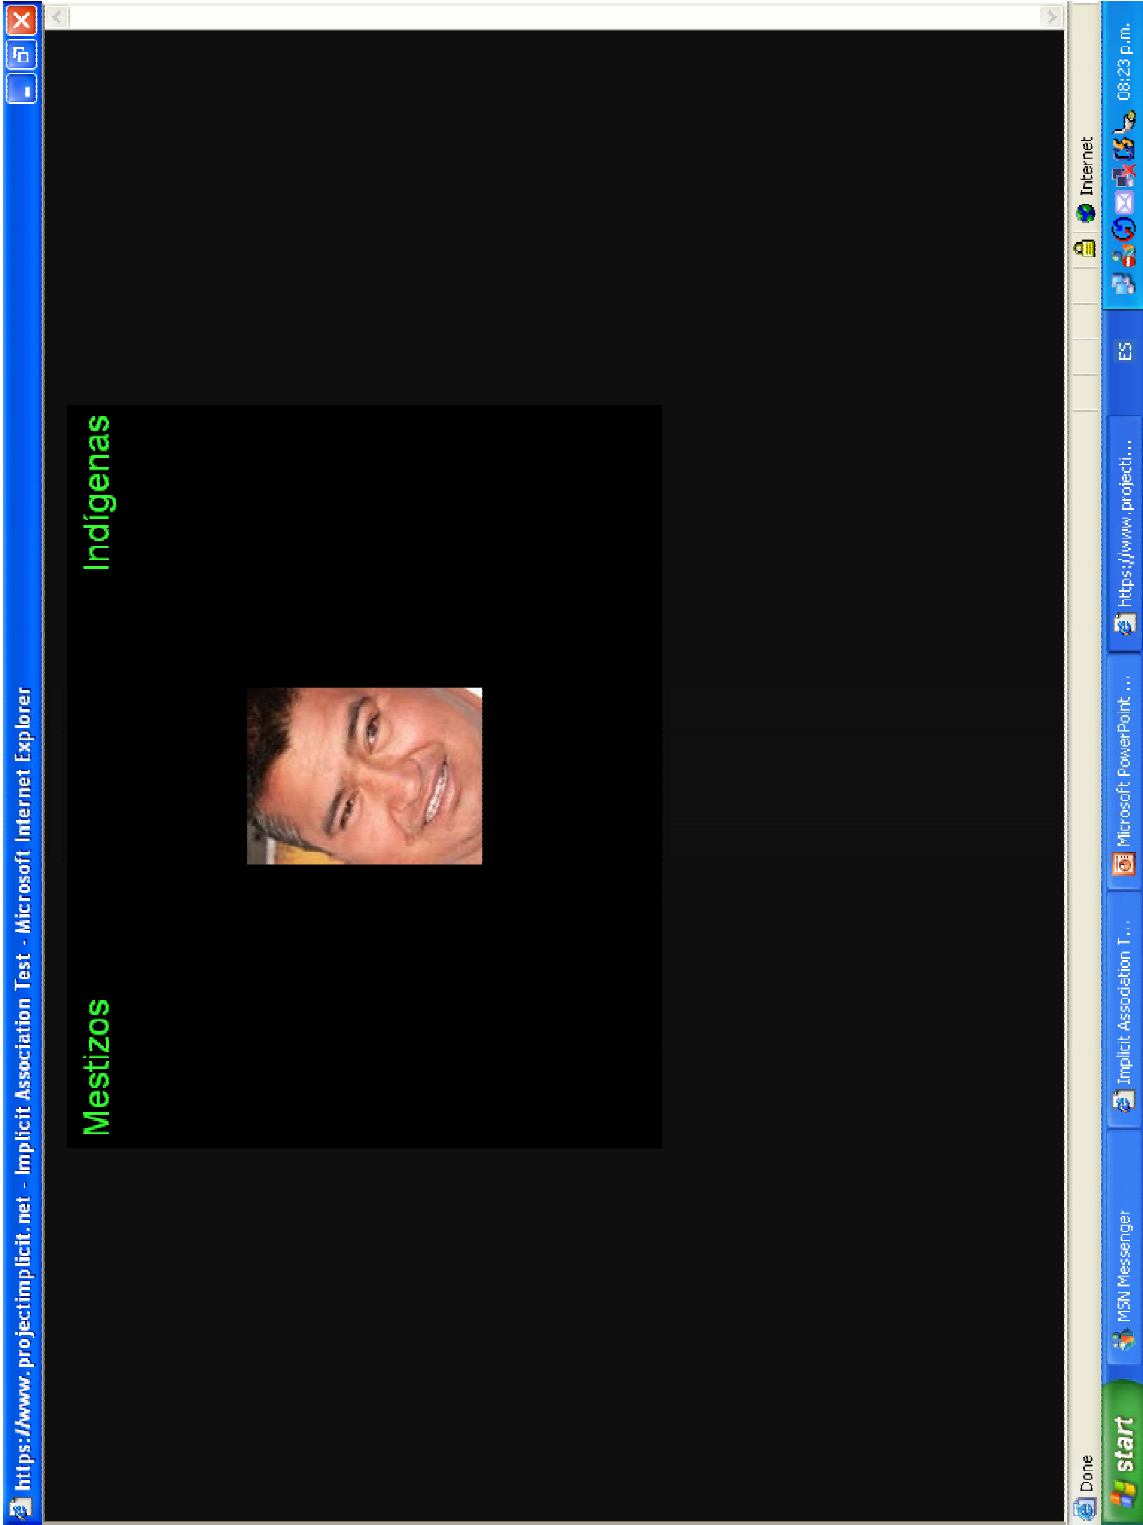 https://www.projectimplicit.net - Implicit Association Test - Microsoft Internet Explorer
Mestizos
Indígenas
Done
Internet
start
MSN Messenger
Implicit Association T...
Microsoft PowerPoint ...
https://www.projecti...
ES
08:23 p.m.